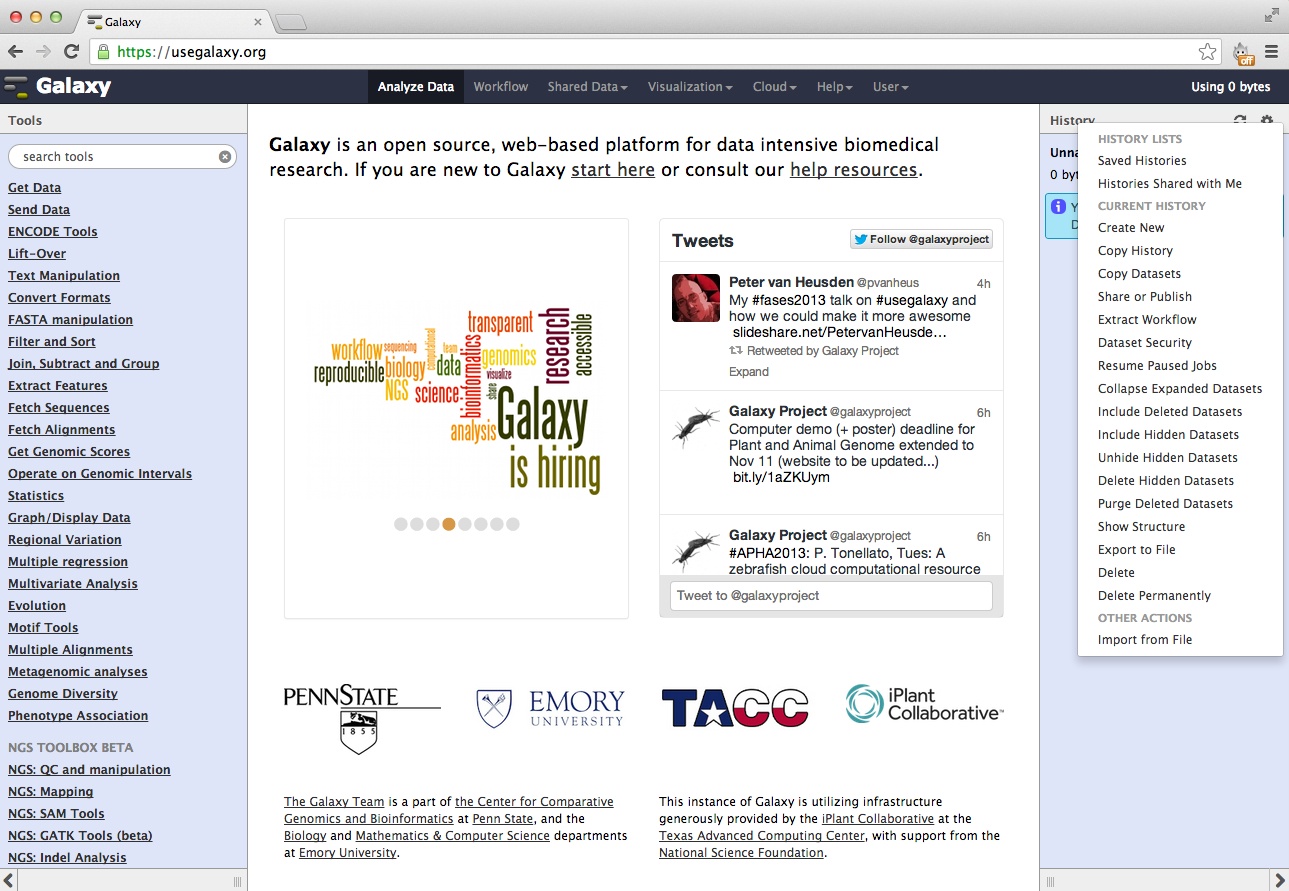 Galaxy
https://usegalaxy.org
off
Galaxy
Analyze Data
Workflow
Shared Data
Visualization
Cloud
Help
User
Using 0 bytes
Tools
search tools
Get Data
Send Data
ENCODE Tools
Lift-Over
Text Manipulation
Convert Formats
FASTA manipulation
Filter and Sort
Join, Subtract and Group
Extract Features
Fetch Sequences
Fetch Alignments
Get Genomic Scores
Operate on Genomic Intervals
Statistics
Graph/Display Data
Regional Variation
Multiple regression
Multivariate Analysis
Evolution
Motif Tools
Multiple Alignments
Metagenomic analyses
Genome Diversity
Phenotype Association
NGS TOOLBOX BETA
NGS: QC and manipulation
NGS: Mapping
NGS: SAM Tools
NGS: GATK Tools (beta)
NGS: Indel Analysis
Galaxy is an open source, web-based platform for data intensive biomedical
research. If you are new to Galaxy start here or consult our help resources.
transparent
research
accessible
workflow
sequencing
computational
team
data
bioinformatics
genomics
reproducible
biology
visualize
NGS
science
share
analysis
Galaxy
is hiring
Tweets
Follow @galaxyproject
Peter van Heusden @pvanheus 4h
My #fases2013 talk on #usegalaxy and
how we could make it more awesome
slideshare.net/PetervanHeusde…
Retweeted by Galaxy Project
Expand
Galaxy Project @galaxyproject 6h
Computer demo (+ poster) deadline for
Plant and Animal Genome extended to
Nov 11 (website to be updated...)
bit.ly/1aZKUym
Galaxy Project @galaxyproject 6h
#APHA2013: P. Tonellato, Tues: A
zebrafish cloud computational resource
Tweet to @galaxyproject
PENNSTATE
1855
EMORY
UNIVERSITY
TACC
iPlant
Collaborative™
The Galaxy Team is a part of the Center for Comparative
Genomics and Bioinformatics at Penn State, and the
Biology and Mathematics & Computer Science departments
at Emory University.
This instance of Galaxy is utilizing infrastructure
generously provided by the iPlant Collaborative at the
Texas Advanced Computing Center, with support from the
National Science Foundation.
History
Unna
0 byt
Y
D
HISTORY LISTS
Saved Histories
Histories Shared with Me
CURRENT HISTORY
Create New
Copy History
Copy Datasets
Share or Publish
Extract Workflow
Dataset Security
Resume Paused Jobs
Collapse Expanded Datasets
Include Deleted Datasets
Include Hidden Datasets
Unhide Hidden Datasets
Delete Hidden Datasets
Purge Deleted Datasets
Show Structure
Export to File
Delete
Delete Permanently
OTHER ACTIONS
Import from File